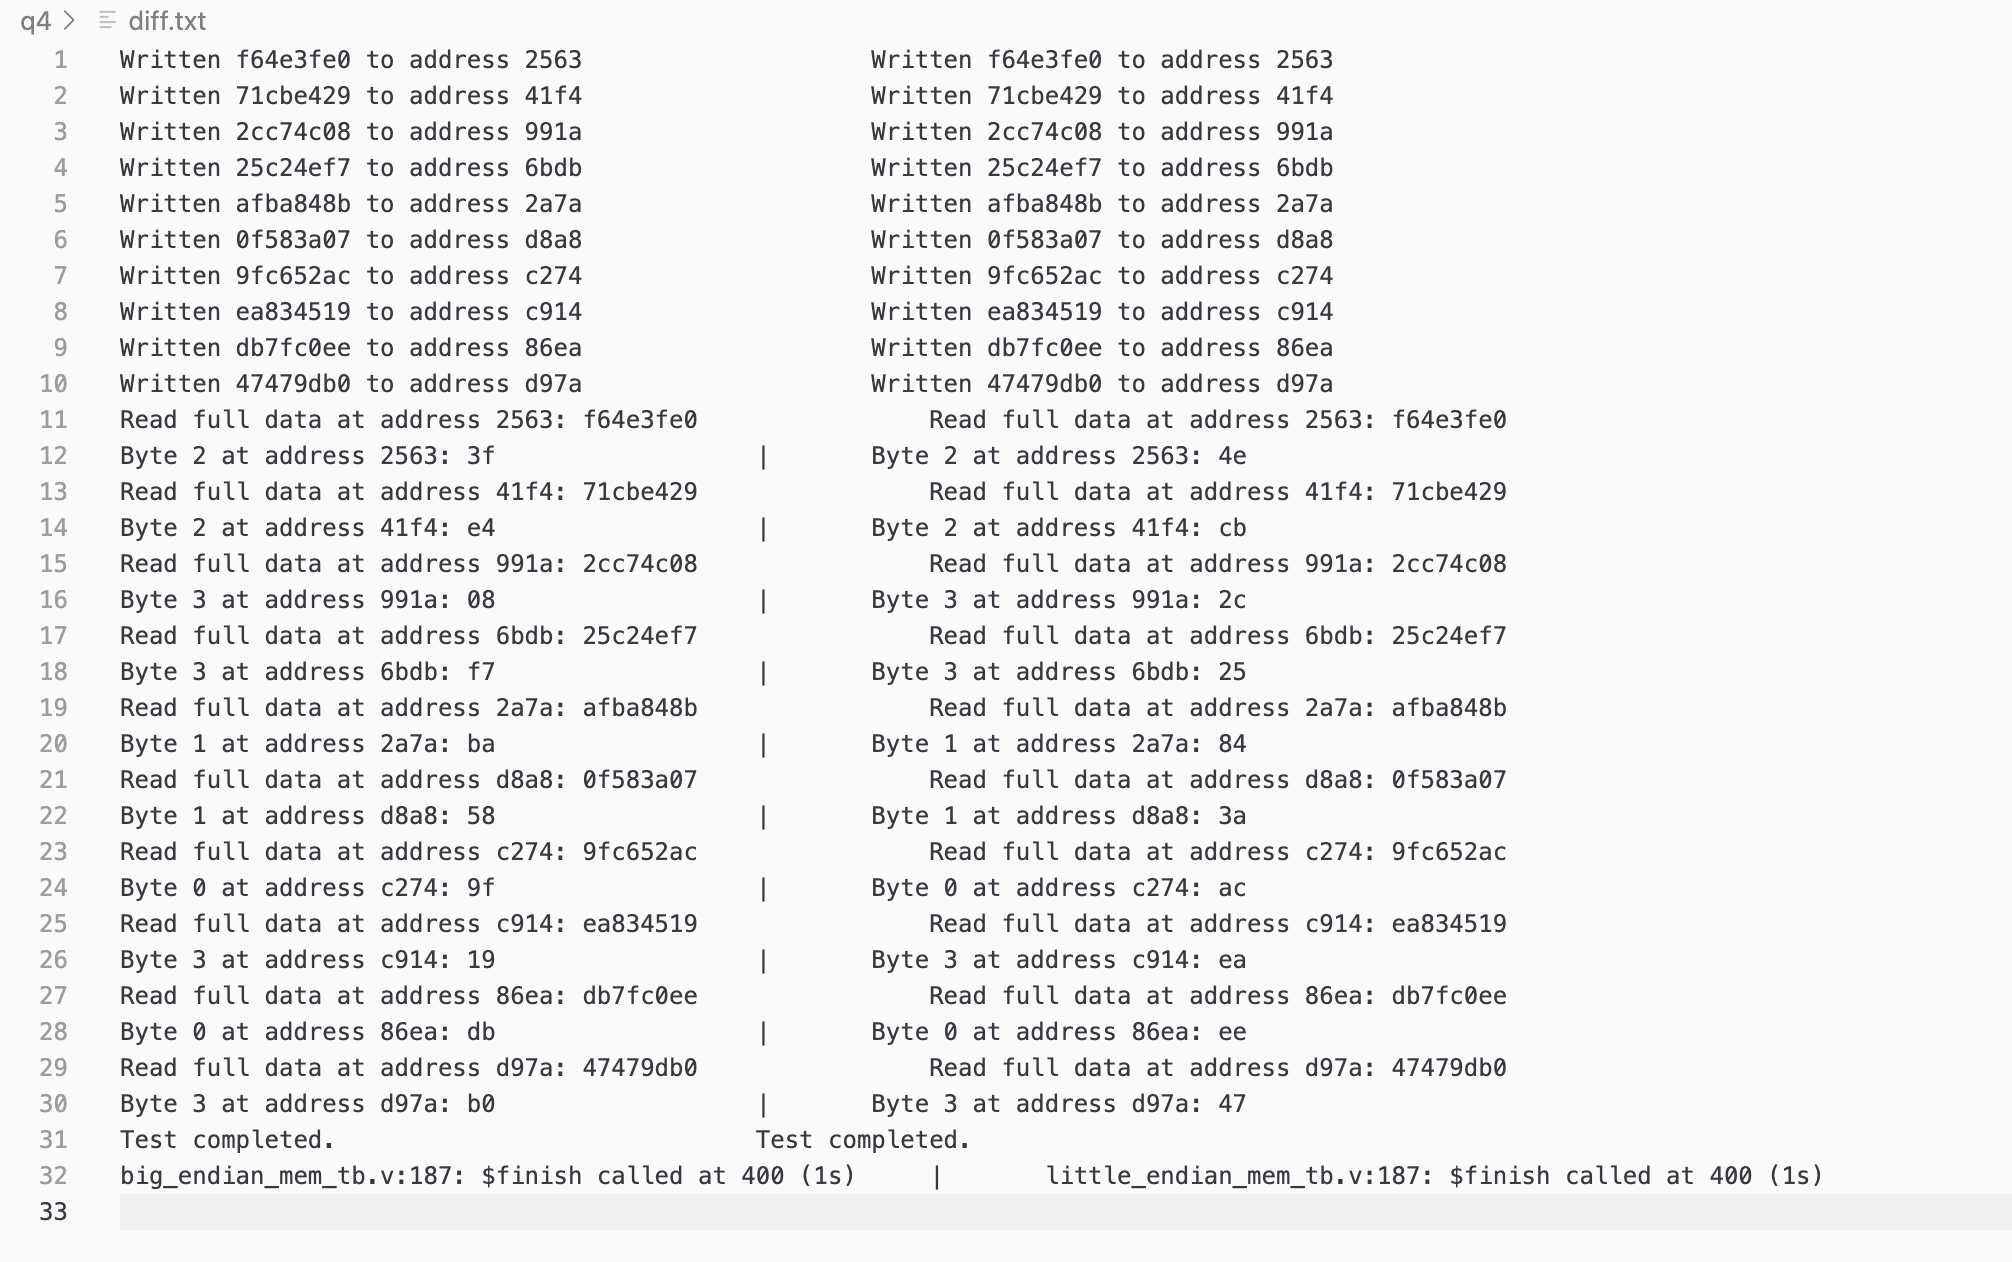 q4 > diff.txt
1 Written f64e3fe0 to address 2563 Written f64e3fe0 to address 2563
2 Written 71cbe429 to address 41f4 Written 71cbe429 to address 41f4
3 Written 2cc74c08 to address 991a Written 2cc74c08 to address 991a
4 Written 25c24ef7 to address 6bdb Written 25c24ef7 to address 6bdb
5 Written afba848b to address 2a7a Written afba848b to address 2a7a
6 Written 0f583a07 to address d8a8 Written 0f583a07 to address d8a8
7 Written 9fc652ac to address c274 Written 9fc652ac to address c274
8 Written ea834519 to address c914 Written ea834519 to address c914
9 Written db7fc0ee to address 86ea Written db7fc0ee to address 86ea
10 Written 47479db0 to address d97a Written 47479db0 to address d97a
11 Read full data at address 2563: f64e3fe0 Read full data at address 2563: f64e3fe0
12 Byte 2 at address 2563: 3f | Byte 2 at address 2563: 4e
13 Read full data at address 41f4: 71cbe429 Read full data at address 41f4: 71cbe429
14 Byte 2 at address 41f4: e4 | Byte 2 at address 41f4: cb
15 Read full data at address 991a: 2cc74c08 Read full data at address 991a: 2cc74c08
16 Byte 3 at address 991a: 08 | Byte 3 at address 991a: 2c
17 Read full data at address 6bdb: 25c24ef7 Read full data at address 6bdb: 25c24ef7
18 Byte 3 at address 6bdb: f7 | Byte 3 at address 6bdb: 25
19 Read full data at address 2a7a: afba848b Read full data at address 2a7a: afba848b
20 Byte 1 at address 2a7a: ba | Byte 1 at address 2a7a: 84
21 Read full data at address d8a8: 0f583a07 Read full data at address d8a8: 0f583a07
22 Byte 1 at address d8a8: 58 | Byte 1 at address d8a8: 3a
23 Read full data at address c274: 9fc652ac Read full data at address c274: 9fc652ac
24 Byte 0 at address c274: 9f | Byte 0 at address c274: ac
25 Read full data at address c914: ea834519 Read full data at address c914: ea834519
26 Byte 3 at address c914: 19 | Byte 3 at address c914: ea
27 Read full data at address 86ea: db7fc0ee Read full data at address 86ea: db7fc0ee
28 Byte 0 at address 86ea: db | Byte 0 at address 86ea: ee
29 Read full data at address d97a: 47479db0 Read full data at address d97a: 47479db0
30 Byte 3 at address d97a: b0 | Byte 3 at address d97a: 47
31 Test completed. Test completed.
32 big_endian_mem_tb.v:187: $finish called at 400 (1s) | little_endian_mem_tb.v:187: $finish called at 400 (1s)
33